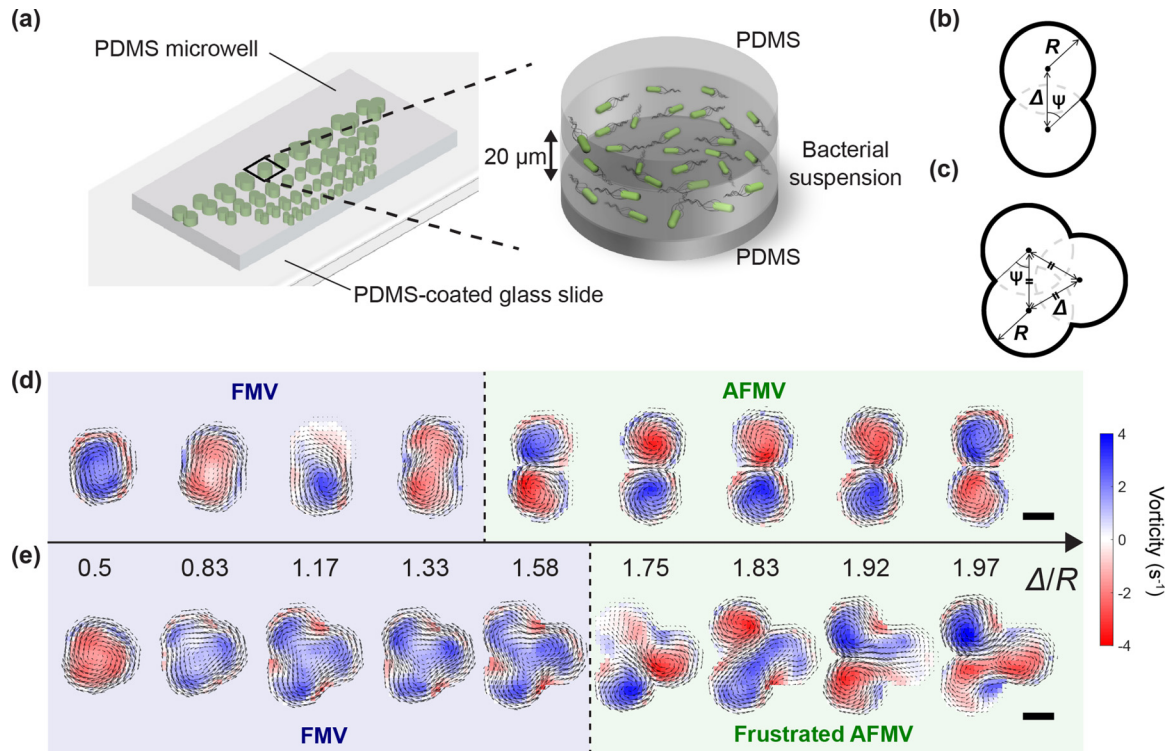 (a)
PDMS microwell
PDMS
20 μm
Bacterial
suspension
PDMS
PDMS-coated glass slide
(b)
R
Δ
Ψ
(c)
Ψ
Δ
R
(d)
FMV
AFMV
(e)
0.5 0.83 1.17 1.33 1.58 1.75 1.83 1.92 1.97 Δ/R
FMV
Frustrated AFMV
4
2
0
-2
-4
Vorticity (s⁻¹)